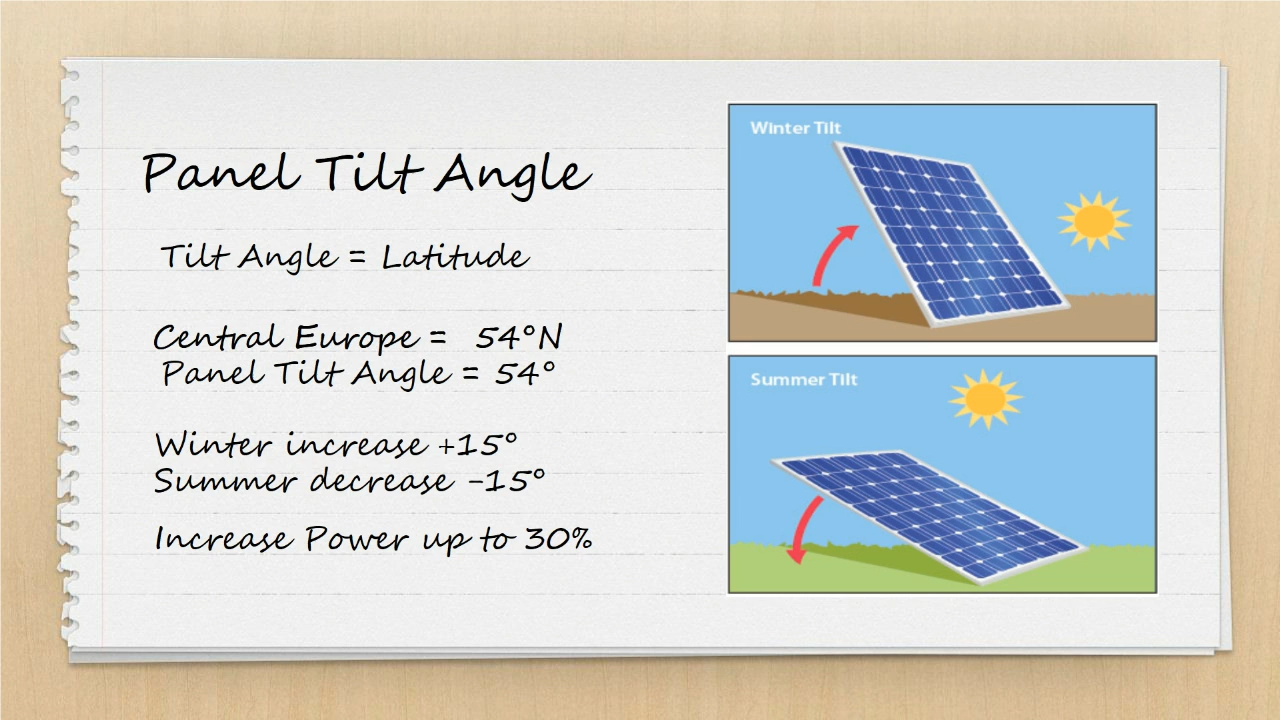 Panel Tilt Angle
Tilt Angle = Latitude
Central Europe = 54°N
Panel Tilt Angle = 54°
Winter increase +15°
Summer decrease -15°
Increase Power up to 30%
Winter Tilt
Summer Tilt